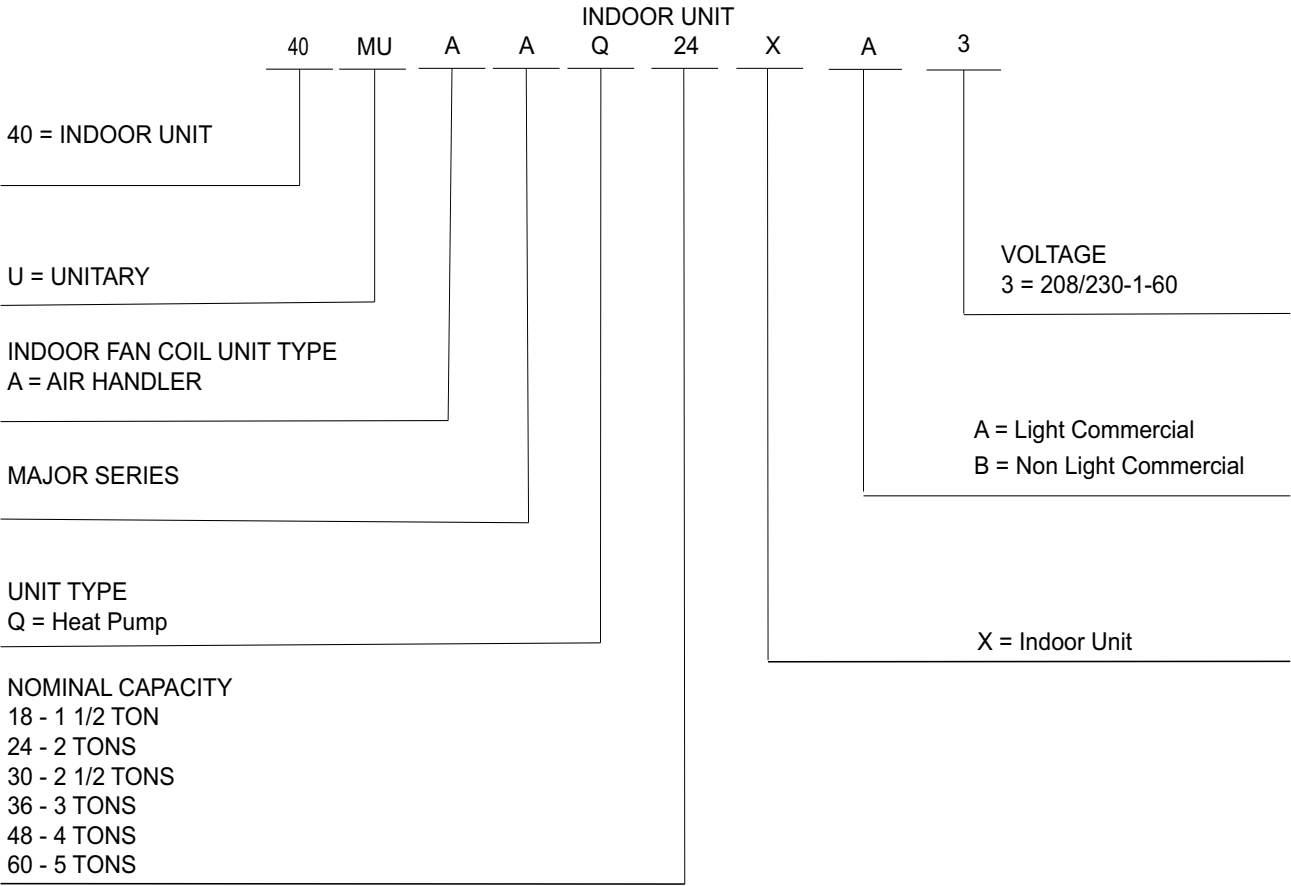 INDOOR UNIT
40 MU A A Q 24 X A 3
40 = INDOOR UNIT
U = UNITARY
INDOOR FAN COIL UNIT TYPE
A = AIR HANDLER
MAJOR SERIES
UNIT TYPE
Q = Heat Pump
NOMINAL CAPACITY
18 - 1 1/2 TON
24 - 2 TONS
30 - 2 1/2 TONS
36 - 3 TONS
48 - 4 TONS
60 - 5 TONS
VOLTAGE
3 = 208/230-1-60
A = Light Commercial
B = Non Light Commercial
X = Indoor Unit